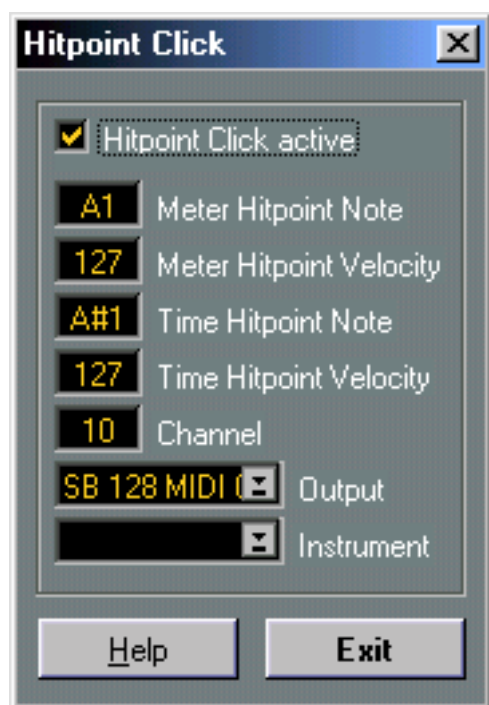 Hitpoint Click
Hitpoint Click active
A1 Meter Hitpoint Note
127 Meter Hitpoint Velocity
A#1 Time Hitpoint Note
127 Time Hitpoint Velocity
10 Channel
SB 128 MIDI Output
Instrument
Help Exit